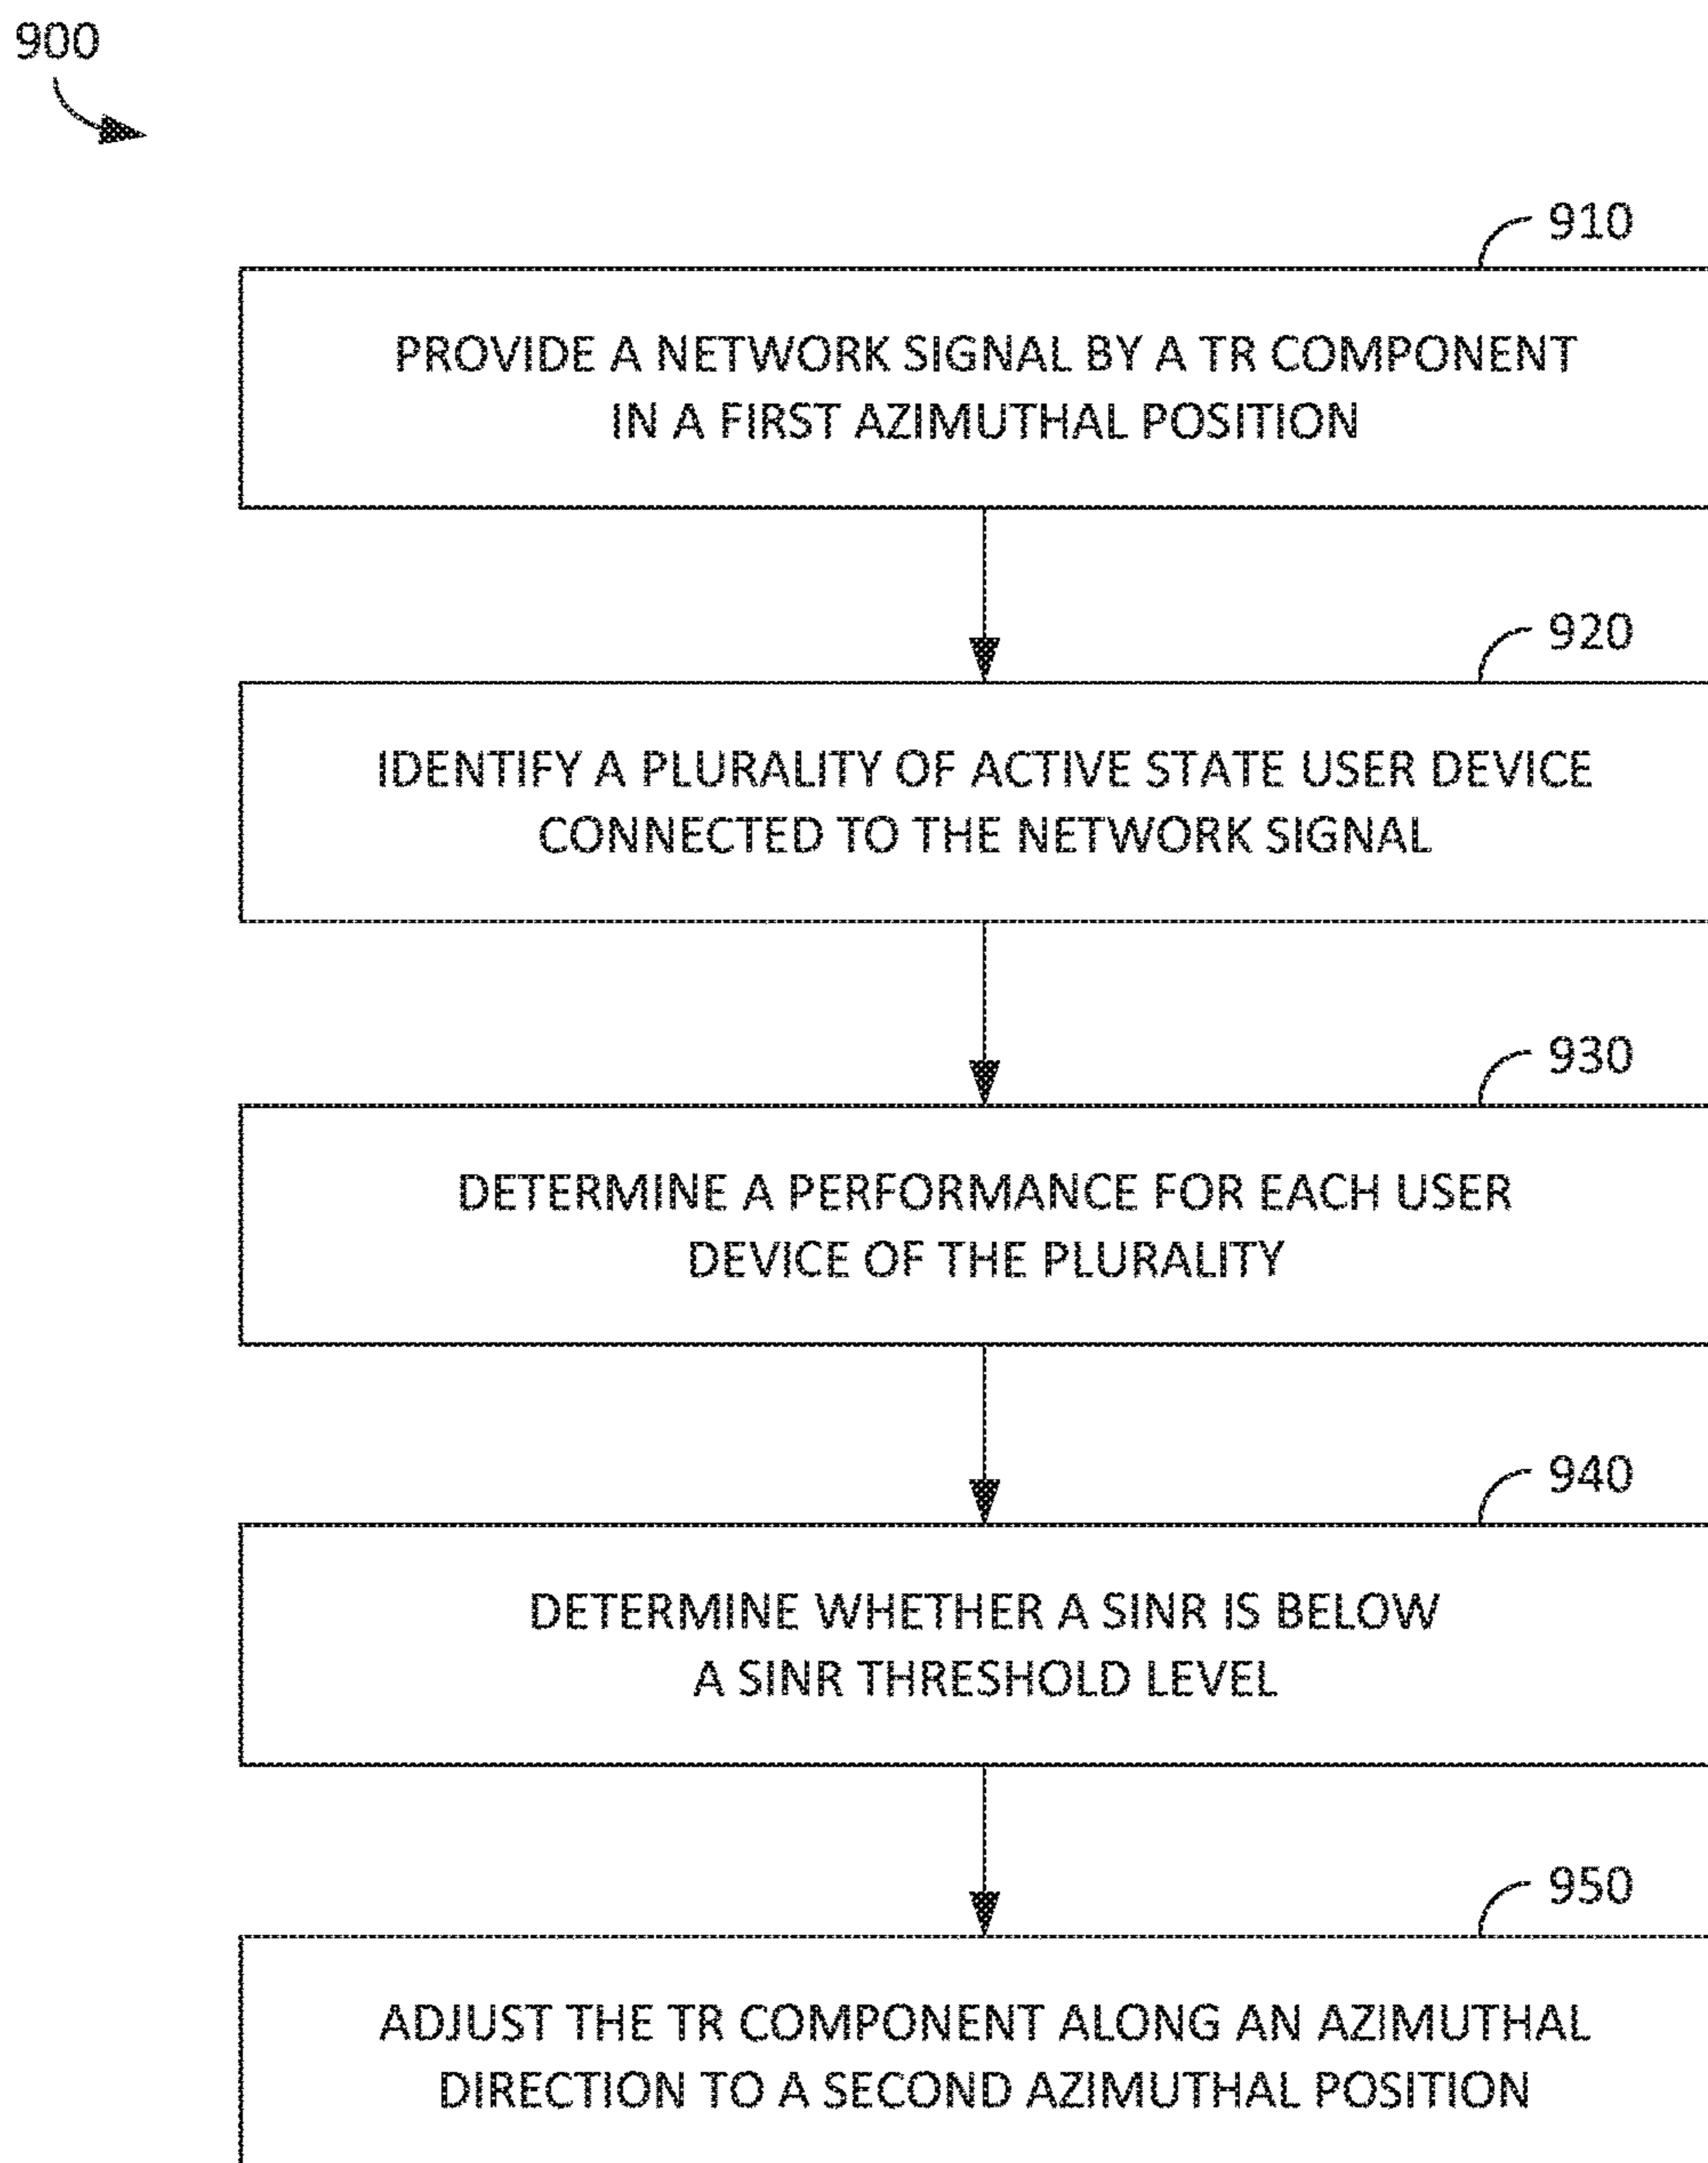 900
910
PROVIDE A NETWORK SIGNAL BY A TR COMPONENT
IN A FIRST AZIMUTHAL POSITION
920
IDENTIFY A PLURALITY OF ACTIVE STATE USER DEVICE
CONNECTED TO THE NETWORK SIGNAL
930
DETERMINE A PERFORMANCE FOR EACH USER
DEVICE OF THE PLURALITY
940
DETERMINE WHETHER A SINR IS BELOW
A SINR THRESHOLD LEVEL
950
ADJUST THE TR COMPONENT ALONG AN AZIMUTHAL
DIRECTION TO A SECOND AZIMUTHAL POSITION